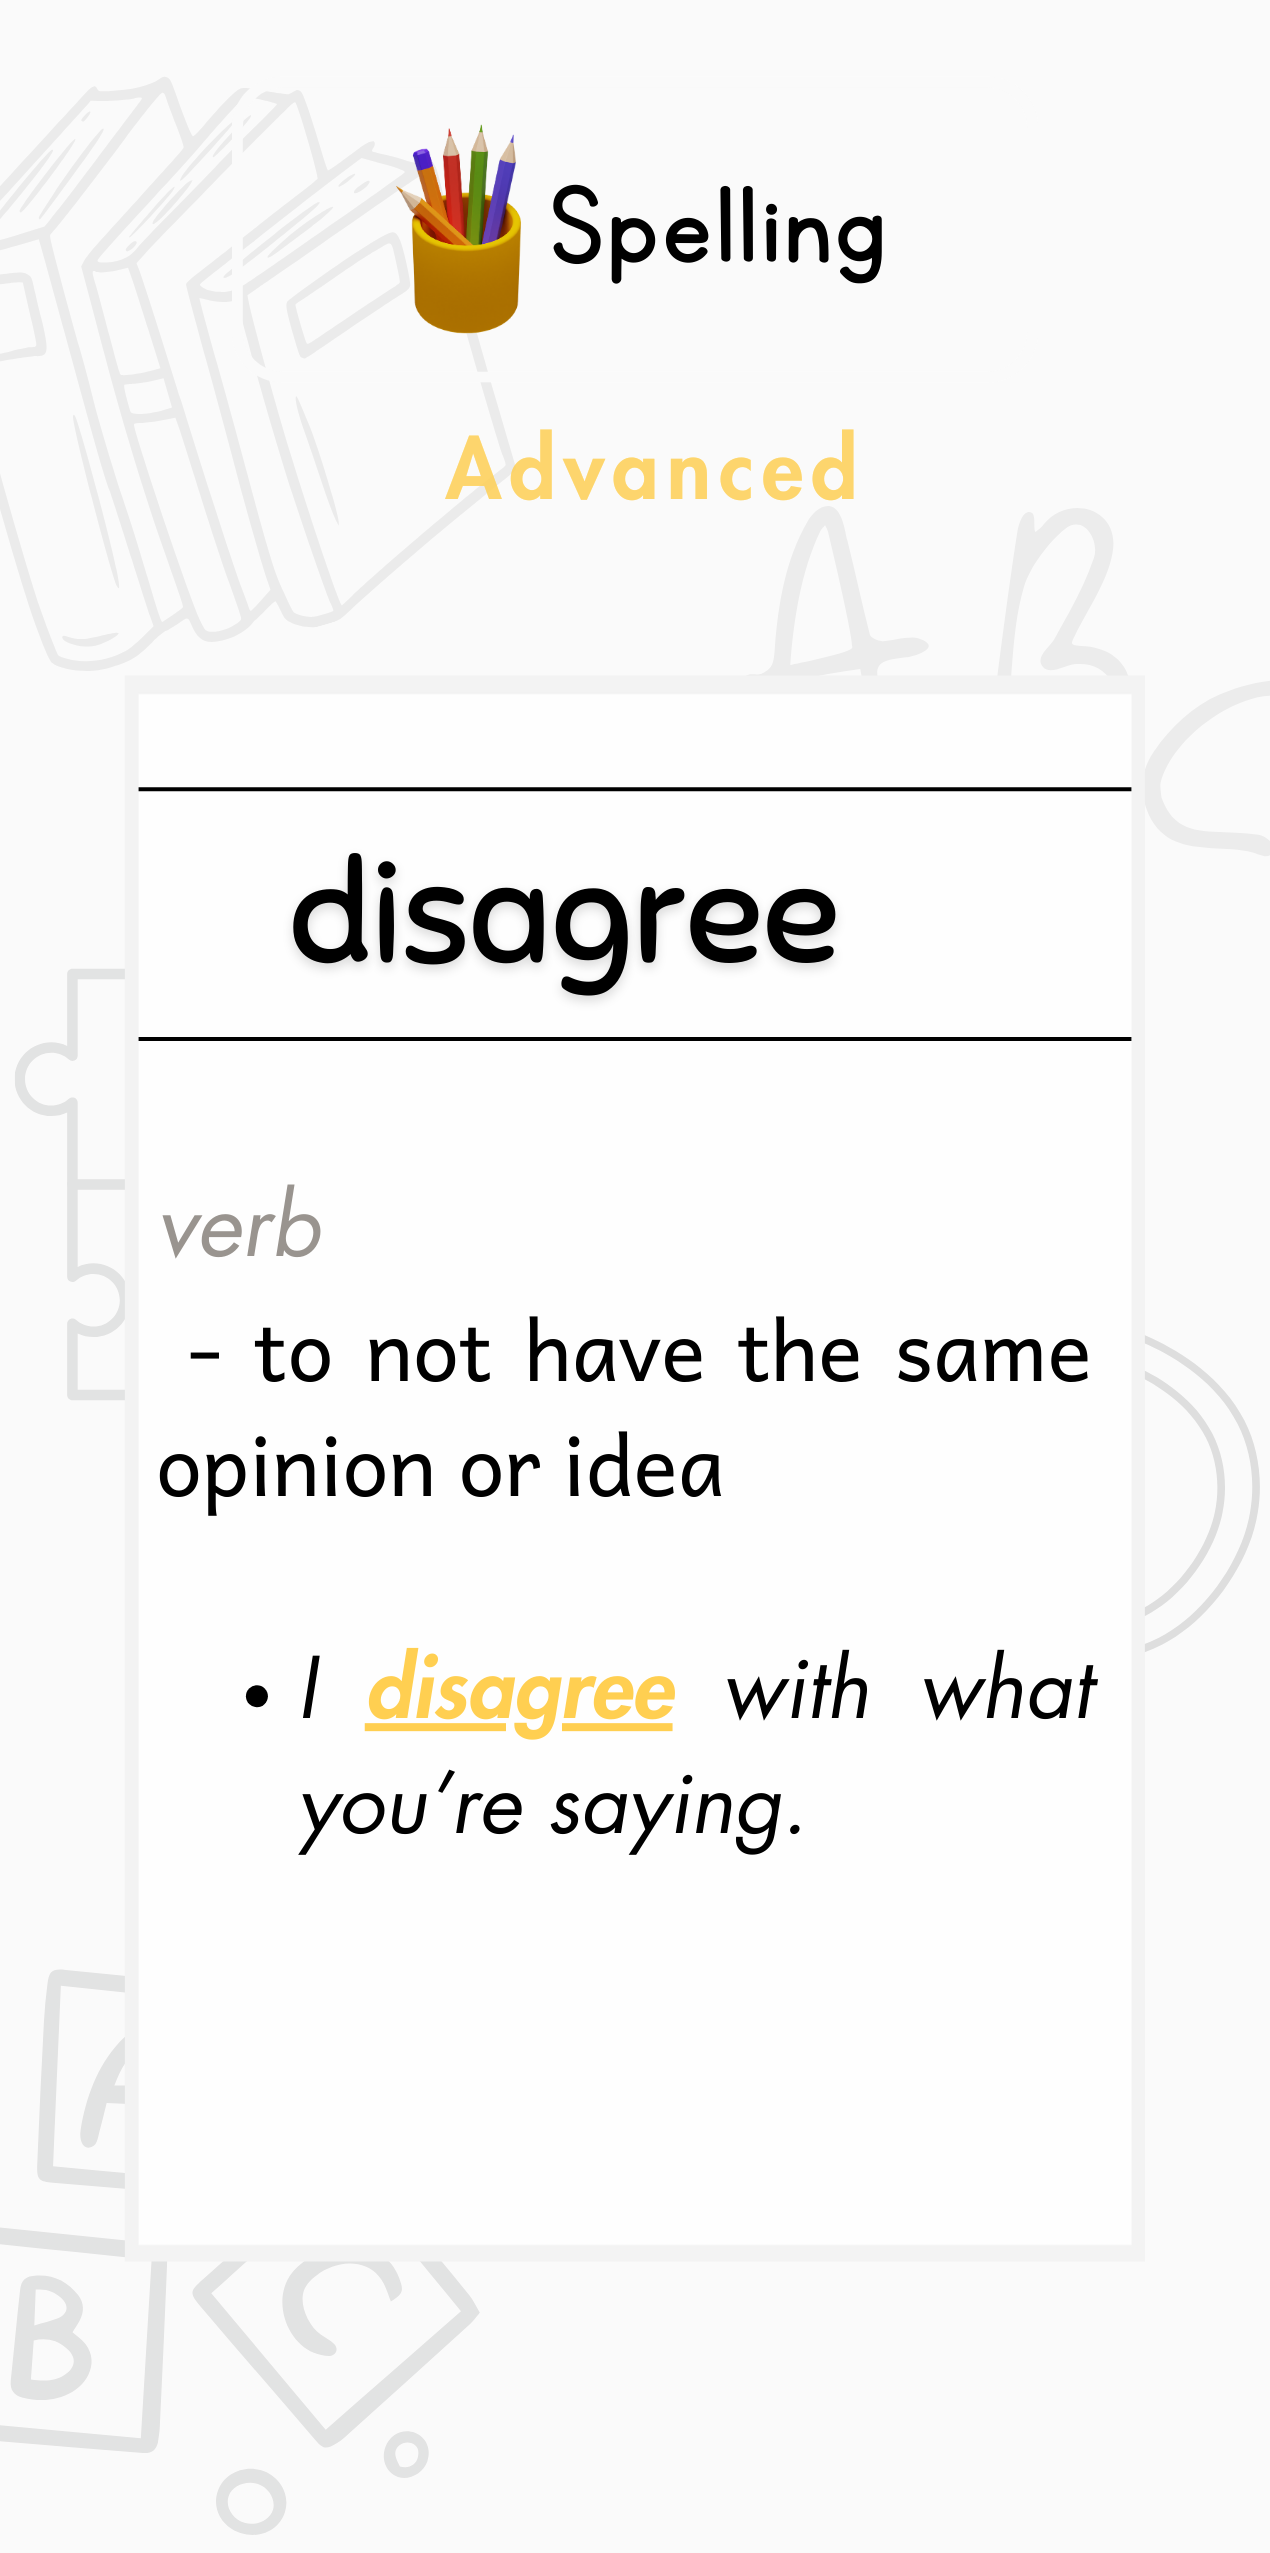 Spelling
Advanced
A B
disagree
verb
- to not have the same
opinion or idea
• I disagree with what
you’re saying.
A
B
C